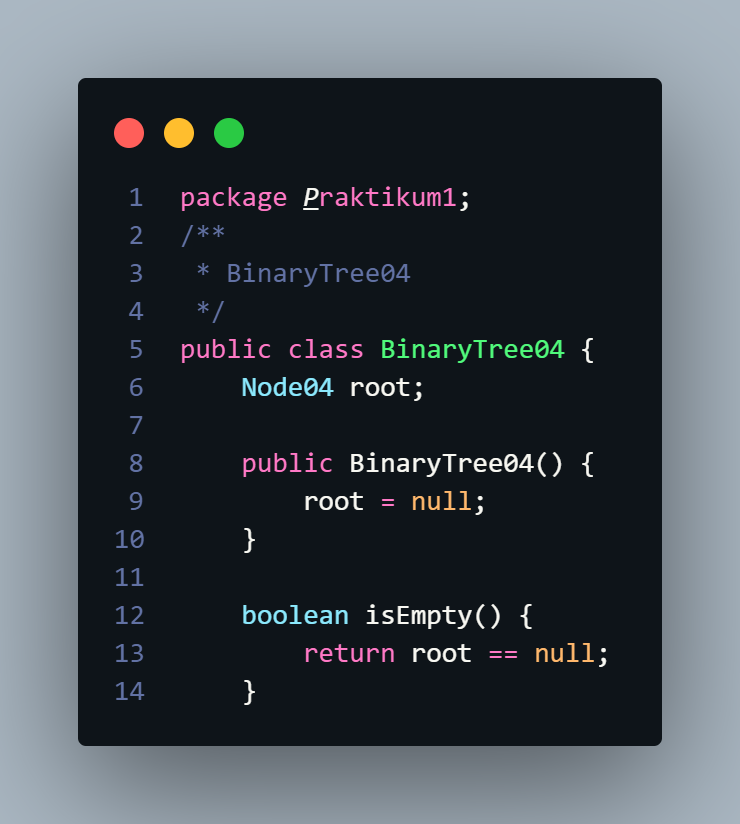 1 package Praktikum1;
2 /**
3  * BinaryTree04
4  */
5 public class BinaryTree04 {
6     Node04 root;
7
8     public BinaryTree04() {
9         root = null;
10     }
11
12     boolean isEmpty() {
13         return root == null;
14     }